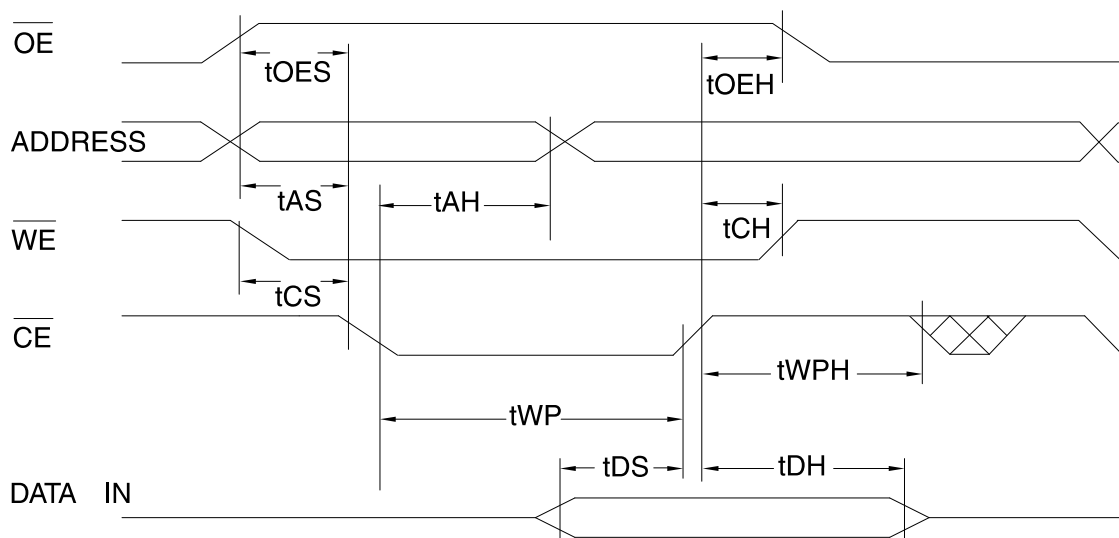 OE
tOES
tOEH
ADDRESS
tAS
tAH
tCH
WE
tCS
CE
tWPH
tWP
tDS
tDH
DATA IN